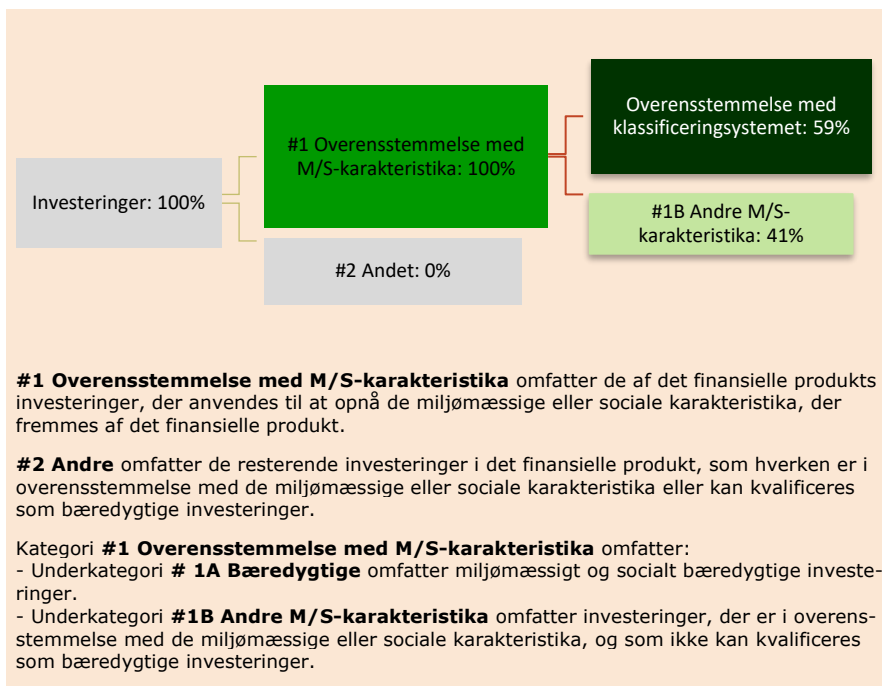 Investeringer: 100%
#1 Overensstemmelse med
M/S-karakteristika: 100%
#2 Andet: 0%
Overensstemmelse med
klassificeringsystemet: 59%
#1B Andre M/S-
karakteristika: 41%
#1 Overensstemmelse med M/S-karakteristika omfatter de af det finansielle produkts
investeringer, der anvendes til at opnå de miljømæssige eller sociale karakteristika, der
fremmes af det finansielle produkt.
#2 Andre omfatter de resterende investeringer i det finansielle produkt, som hverken er i
overensstemmelse med de miljømæssige eller sociale karakteristika eller kan kvalificeres
som bæredygtige investeringer.
Kategori #1 Overensstemmelse med M/S-karakteristika omfatter:
- Underkategori # 1A Bæredygtige omfatter miljømæssigt og socialt bæredygtige investe-
ringer.
- Underkategori #1B Andre M/S-karakteristika omfatter investeringer, der er i overens-
stemmelse med de miljømæssige eller sociale karakteristika, og som ikke kan kvalificeres
som bæredygtige investeringer.